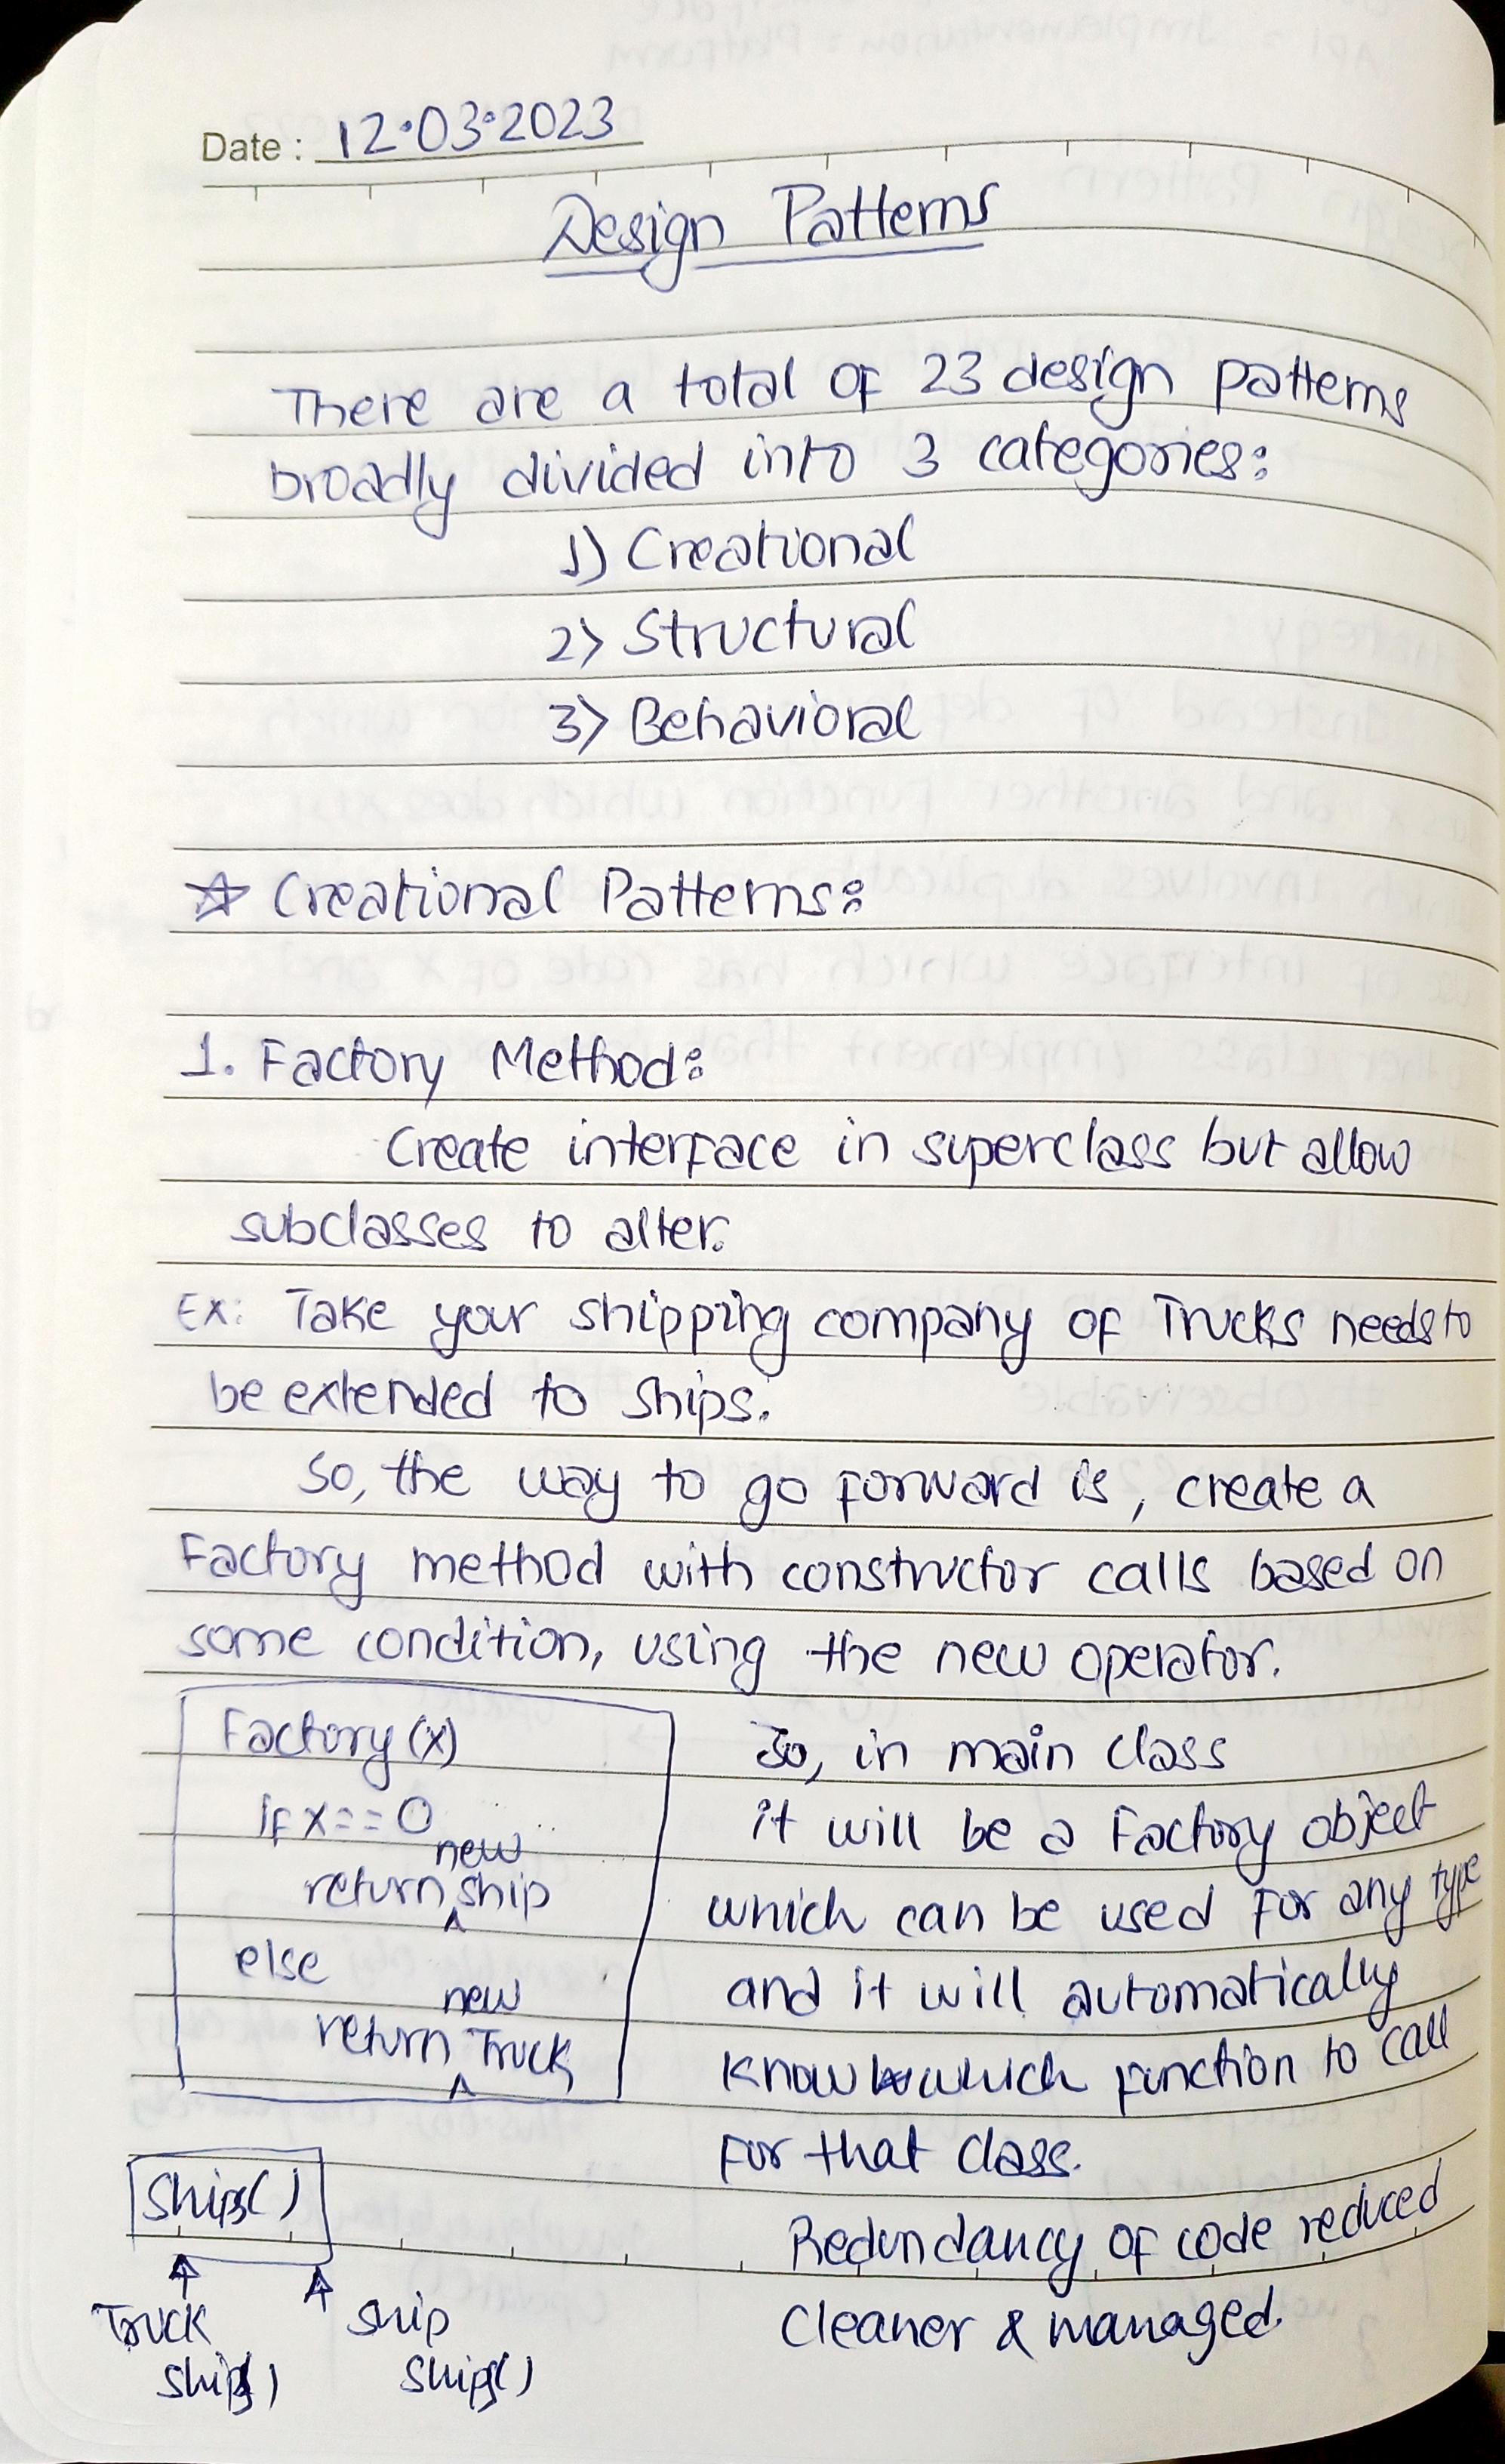 Date : 12.03.2023
Design Patterns
There are a total of 23 design patterns
broadly divided into 3 categories:
1) Creational
2) Structural
3) Behavioral
☆ Creational Patterns:
1. Factory Method:
Create interface in superclass but allow
subclasses to alter.
Ex: Take your shipping company of Trucks needs to
be extended to ships.
So, the way to go forward is, create a
Factory method with constructor calls based on
some condition, using the new operator.
Factory (x)
if x==0
return new ship
else
return new Truck
So, in main class
it will be a Factory object
which can be used for any type
and it will automatically
know which function to call
for that class.
Redundancy of code reduced
Cleaner & managed.
Ship()
Truck
Ship()
Ship
Ship()